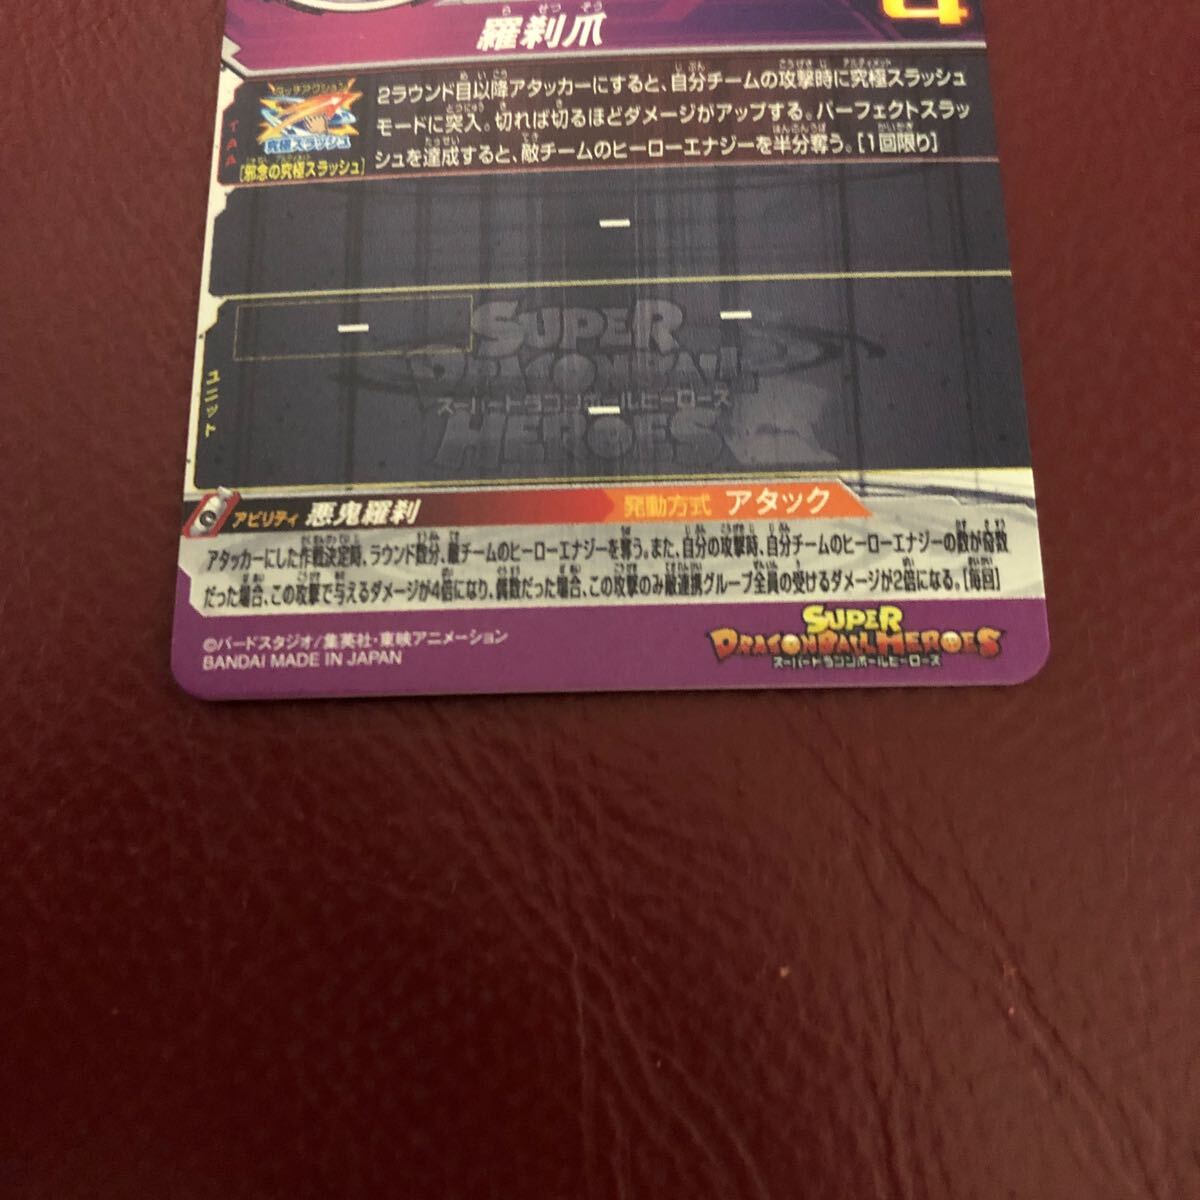 羅刹爪
4
タッチアクション
究極スラッシュ
[邪念の究極スラッシュ]
2ラウンド目以降アタッカーにすると、自分チームの攻撃時に究極スラッシュ
モードに突入。切れば切るほどダメージがアップする。パーフェクトスラッ
シュを達成すると、敵チームのヒーローエナジーを半分奪う。[1回限り]
SUPER
DRAGONBALL
スーパードラゴンボールヒーローズ
HEROES
ユニット
アビリティ 悪鬼羅刹 発動方式 アタック
アタッカーにした作戦決定時、ラウンド数分、敵チームのヒーローエナジーを奪う。また、自分の攻撃時、自分チームのヒーローエナジーの数が奇数
だった場合、この攻撃で与えるダメージが4倍になり、偶数だった場合、この攻撃のみ敵連携グループ全員の受けるダメージが2倍になる。[毎回]
©バードスタジオ/集英社・東映アニメーション
BANDAI MADE IN JAPAN
SUPER
DRAGONBALL HEROES
スーパードラゴンボールヒーローズ